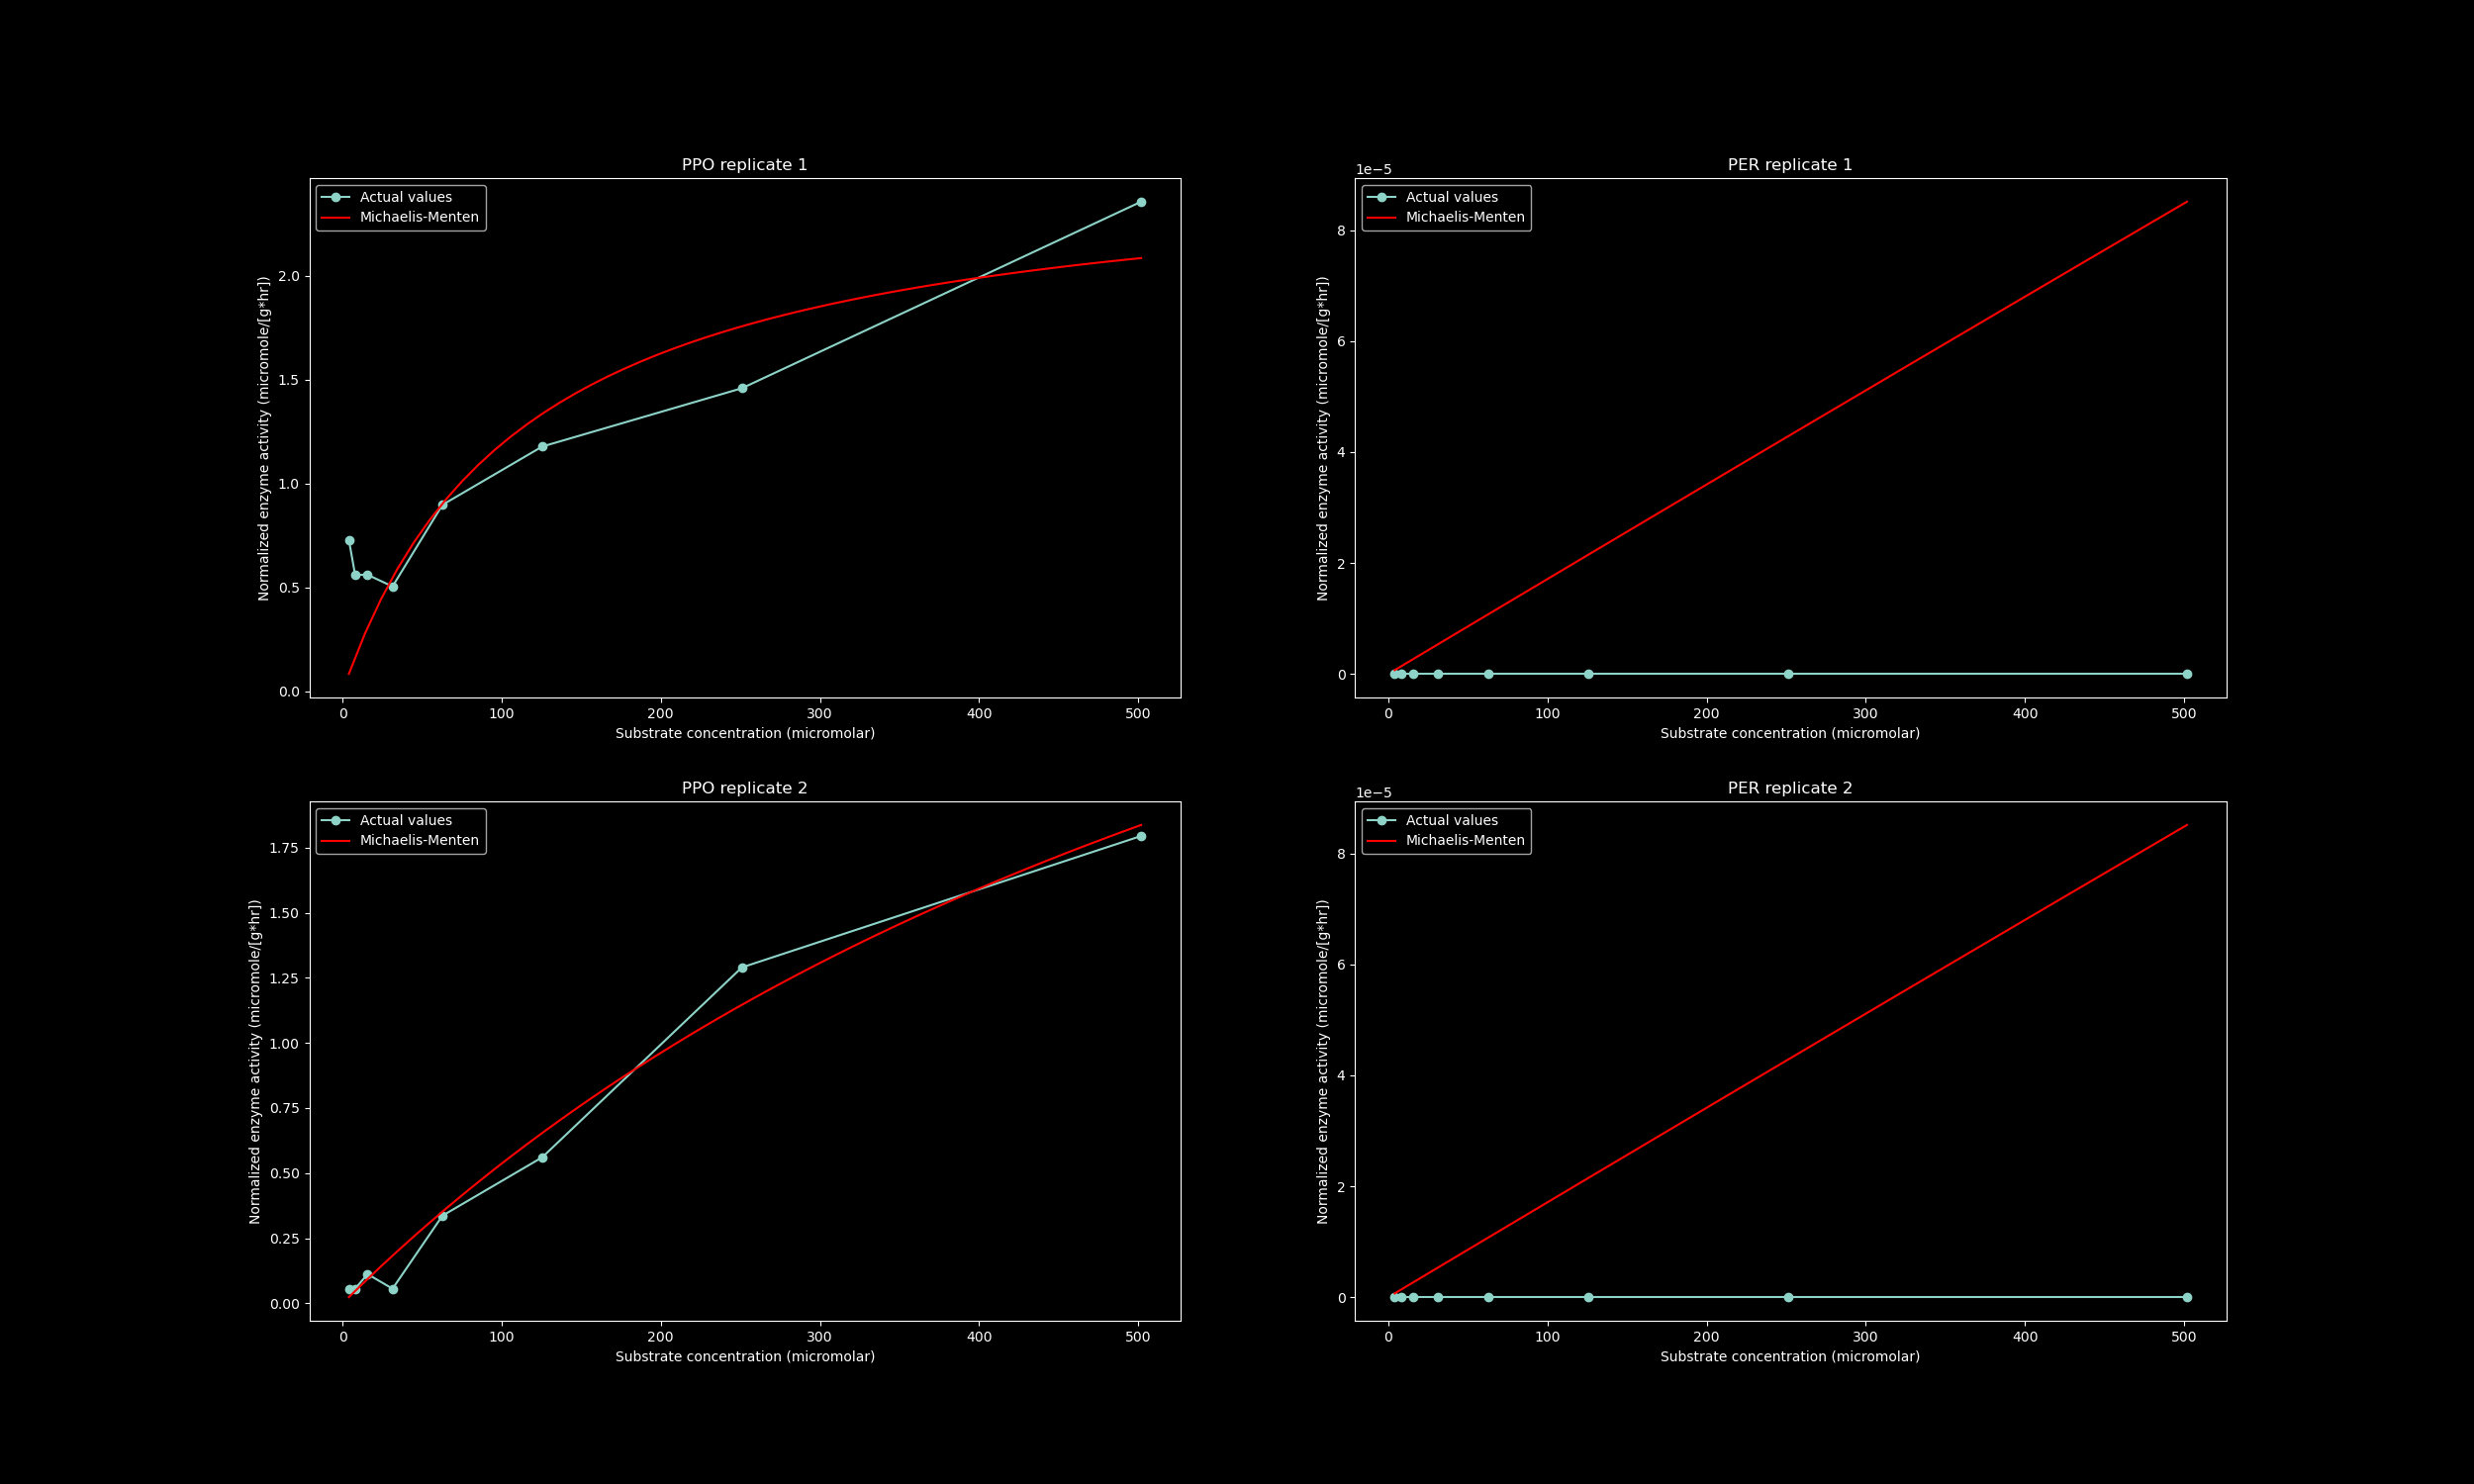 PPO replicate 1
Actual values
Michaelis-Menten
Normalized enzyme activity (micromole/[g*hr])
2.0
1.5
1.0
0.5
0.0
0 100 200 300 400 500
Substrate concentration (micromolar)
PER replicate 1
1e−5
Actual values
Michaelis-Menten
Normalized enzyme activity (micromole/[g*hr])
8
6
4
2
0
0 100 200 300 400 500
Substrate concentration (micromolar)
PPO replicate 2
Actual values
Michaelis-Menten
Normalized enzyme activity (micromole/[g*hr])
1.75
1.50
1.25
1.00
0.75
0.50
0.25
0.00
0 100 200 300 400 500
Substrate concentration (micromolar)
PER replicate 2
1e−5
Actual values
Michaelis-Menten
Normalized enzyme activity (micromole/[g*hr])
8
6
4
2
0
0 100 200 300 400 500
Substrate concentration (micromolar)